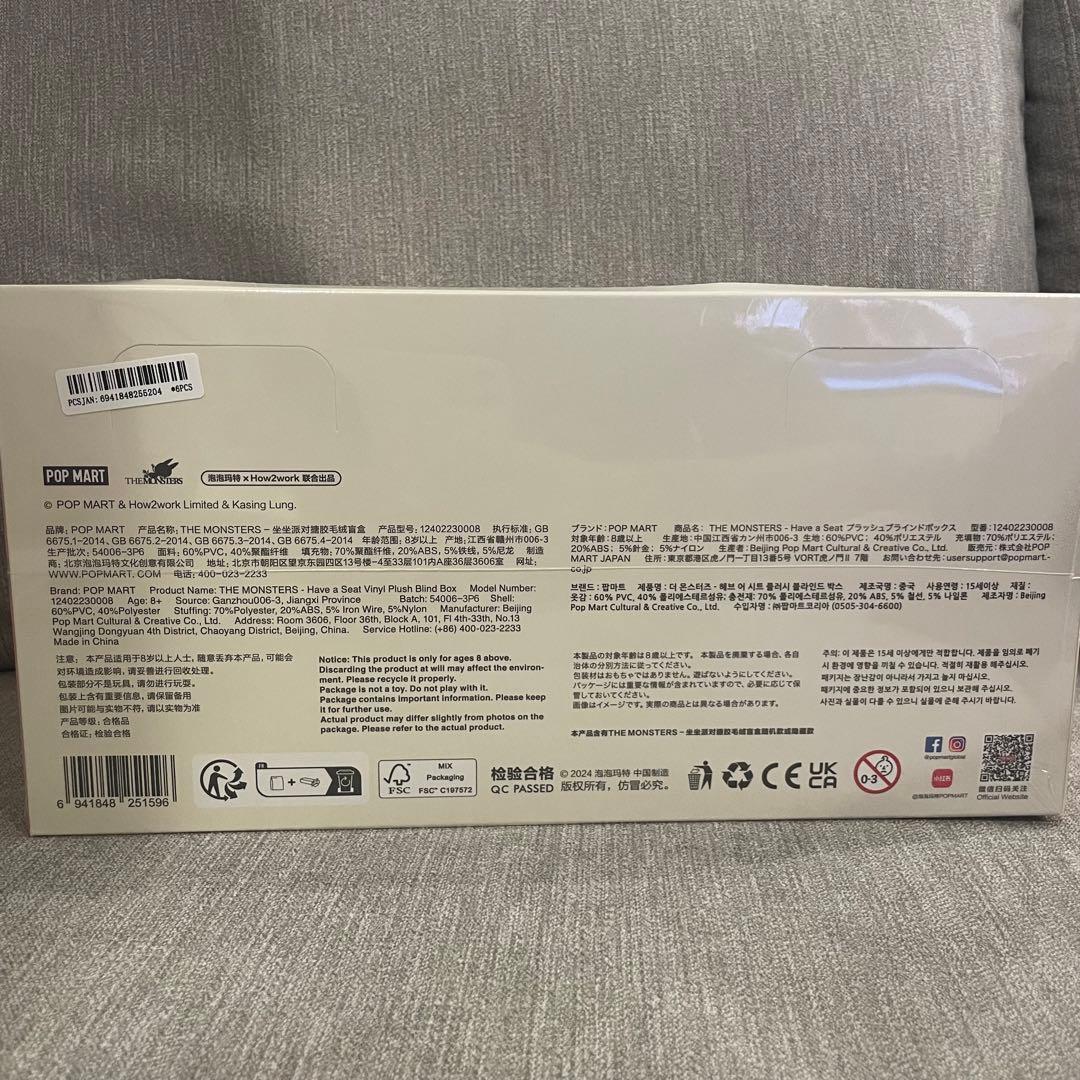 PCSJAN: 6941848255204 *6PCS
POP MART
THE MONSTERS
泡泡玛特 × How2work 联合出品
© POP MART & How2work Limited & Kasing Lung.
品牌: POP MART 产品名称: THE MONSTERS – 坐坐派对搪胶毛绒盲盒 产品型号: 12402230008 执行标准: GB
6675.1–2014、GB 6675.2–2014、GB 6675.3–2014、GB 6675.4–2014 年龄范围: 8岁以上 产地: 江西省赣州市006-3
生产批次: 54006–3P6 面料: 60%PVC, 40%聚酯纤维 填充物: 70%聚酯纤维, 20%ABS, 5%铁线, 5%尼龙 制造
商: 北京泡泡玛特文化创意有限公司 地址: 北京市朝阳区望京东园四区13号楼-4至33层101内A座36层3606室 网址:
WWW.POPMART.COM 电话: 400-023-2233
Brand: POP MART Product Name: THE MONSTERS - Have a Seat Vinyl Plush Blind Box Model Number:
12402230008 Age: 8+ Source: Ganzhou006-3, Jiangxi Province Batch: 54006-3P6 Shell:
60%PVC, 40%Polyester Stuffing: 70%Polyester, 20%ABS, 5% Iron Wire, 5%Nylon Manufacturer: Beijing
Pop Mart Cultural & Creative Co., Ltd. Address: Room 3606, Floor 36th, Block A, 101, Fl 4th-33th, No.13
Wangjing Dongyuan 4th District, Chaoyang District, Beijing, China. Service Hotline: (+86) 400-023-2233
Made in China
ブランド: POP MART 商品名: THE MONSTERS - Have a Seat プラッシュブラインドボックス 型番: 12402230008
対象年齢: 8歳以上 生産地: 中国江西省カン州市006-3 生地: 60%PVC; 40%ポリエステル 充填物: 70%ポリエステル;
20%ABS; 5%針金; 5%ナイロン 生産者: Beijing Pop Mart Cultural & Creative Co., Ltd. 販売元: 株式会社POP
MART JAPAN 住所: 東京都港区虎ノ門一丁目13番5号 VORT虎ノ門II 7階 お問い合わせ先: usersupport@popmart-
co.jp
브랜드 : 팝마트 제품명 : 더 몬스터즈 - 헤브 어 시트 플러시 블라인드 박스 제조국명 : 중국 사용연령 : 15세이상 재질 :
옷감 : 60% PVC, 40% 폴리에스테르섬유; 충전재: 70% 폴리에스테르섬유, 20% ABS, 5% 철선, 5% 나일론 제조자명 : Beijing
Pop Mart Cultural & Creative Co., Ltd. 수입자명 : ㈜팝마트코리아 (0505-304-6600)
注意: 本产品适用于8岁以上人士, 随意丢弃本产品, 可能会
对环境造成影响, 请妥善进行回收处理。
包装部分不是玩具, 请勿进行玩耍。
包装上含有重要信息, 请保留备用
图片可能与实物不符, 请以实物为准
产品等级: 合格品
合格证: 检验合格
Notice: This product is only for ages 8 above.
Discarding the product at will may affect the environ-
ment. Please recycle it properly.
Package is not a toy. Do not play with it.
Package contains important information. Please keep
it for further use.
Actual product may differ slightly from photos on the
package. Please refer to the actual product.
本製品の対象年齢は8歳以上です。 本製品を廃棄する場合、各自
治体の分別方法に従ってください。
包装材はおもちゃではありません。遊ばないようにしてください。
パッケージには重要な情報が含まれていますので、必要に応じて保
管しておいてください。
画像はイメージです。実際の商品とは異なる場合があります。
주의: 이 제품은 15세 이상에게만 적합합니다. 제품을 임의로 폐기
시 환경에 영향을 끼칠 수 있습니다. 적절히 재활용 해주십시오.
패키지는 장난감이 아니라서 가지고 놀지 마십시오.
패키지에 중요한 정보가 포함되어 있으니 보관해 주십시오.
사진과 실물이 다를 수 있으니 실물을 준해 주시기 바랍니다.
本产品含有THE MONSTERS – 坐坐派对搪胶毛绒盲盒随机款或隐藏款
6 941848 251596
FR
+
FSC
MIX
Packaging
FSC™ C197572
检验合格
QC PASSED
© 2024 泡泡玛特 中国制造
版权所有, 仿冒必究。
CE
UK
CA
0-3
@popmartglobal
小红书
@泡泡玛特POPMART
微信扫码关注
Official Website